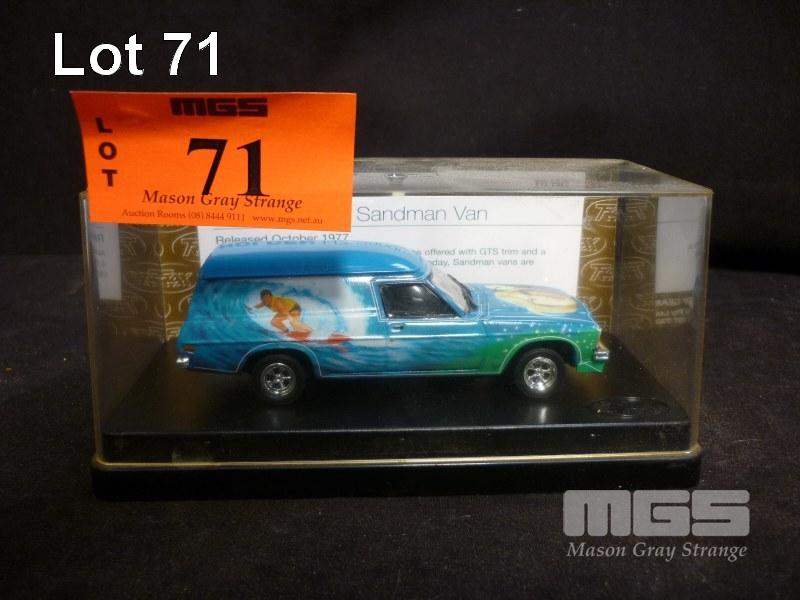 Lot 71
MGS
LOT
71
Mason Gray Strange
Auction Rooms (08) 8444 9111 www.mgs.net.au
Sandman Van
Released October 1977
offered with GTS trim and a
Sandman vans are
MGS
Mason Gray Strange